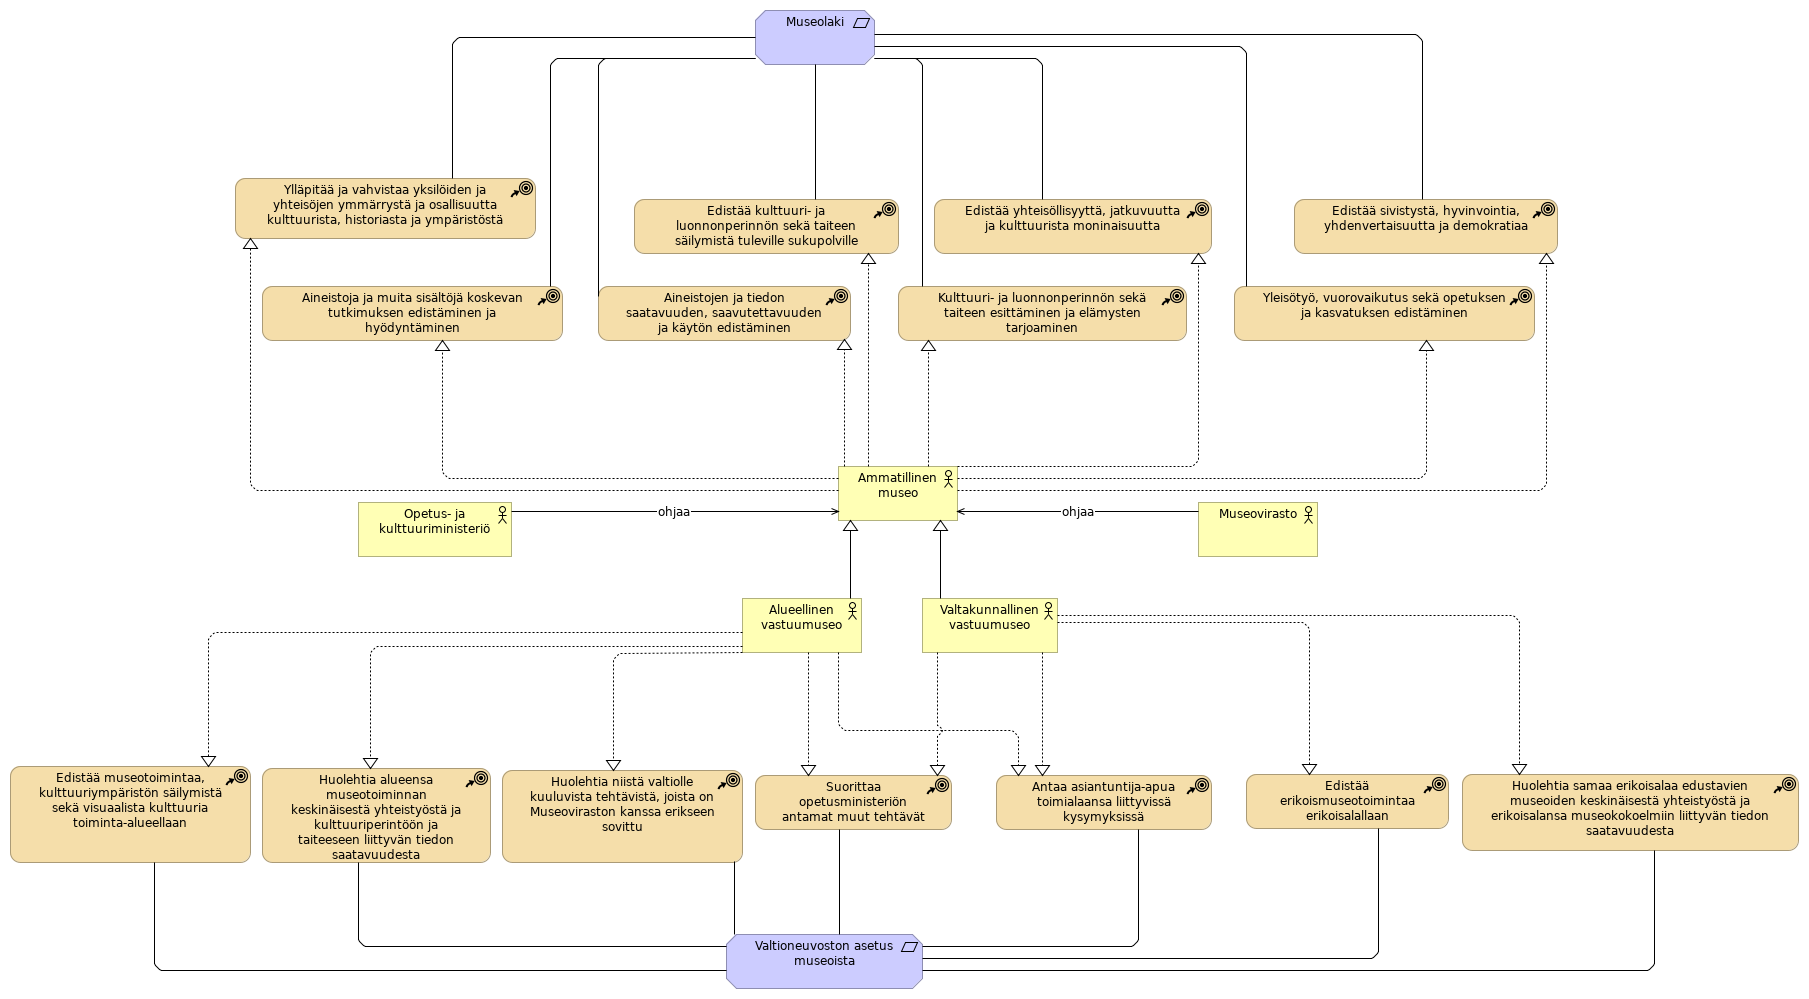 Museolaki
Ylläpitää ja vahvistaa yksilöiden ja
yhteisöjen ymmärrystä ja osallisuutta
kulttuurista, historiasta ja ympäristöstä
Edistää kulttuuri- ja
luonnonperinnön sekä taiteen
säilymistä tuleville sukupolville
Edistää yhteisöllisyyttä, jatkuvuutta
ja kulttuurista moninaisuutta
Edistää sivistystä, hyvinvointia,
yhdenvertaisuutta ja demokratiaa
Aineistoja ja muita sisältöjä koskevan
tutkimuksen edistäminen ja
hyödyntäminen
Aineistojen ja tiedon
saatavuuden, saavutettavuuden
ja käytön edistäminen
Kulttuuri- ja luonnonperinnön sekä
taiteen esittäminen ja elämysten
tarjoaminen
Yleisötyö, vuorovaikutus sekä opetuksen
ja kasvatuksen edistäminen
Ammatillinen
museo
Opetus- ja
kulttuuriministeriö
ohjaa
ohjaa
Museovirasto
Alueellinen
vastuumuseo
Valtakunnallinen
vastuumuseo
Edistää museotoimintaa,
kulttuuriympäristön säilymistä
sekä visuaalista kulttuuria
toiminta-alueellaan
Huolehtia alueensa
museotoiminnan
keskinäisestä yhteistyöstä ja
kulttuuriperintöön ja
taiteeseen liittyvän tiedon
saatavuudesta
Huolehtia niistä valtiolle
kuuluvista tehtävistä, joista on
Museoviraston kanssa erikseen
sovittu
Suorittaa
opetusministeriön
antamat muut tehtävät
Antaa asiantuntija-apua
toimialaansa liittyvissä
kysymyksissä
Edistää
erikoismuseotoimintaa
erikoisalallaan
Huolehtia samaa erikoisalaa edustavien
museoiden keskinäisestä yhteistyöstä ja
erikoisalansa museokokoelmiin liittyvän tiedon
saatavuudesta
Valtioneuvoston asetus
museoista